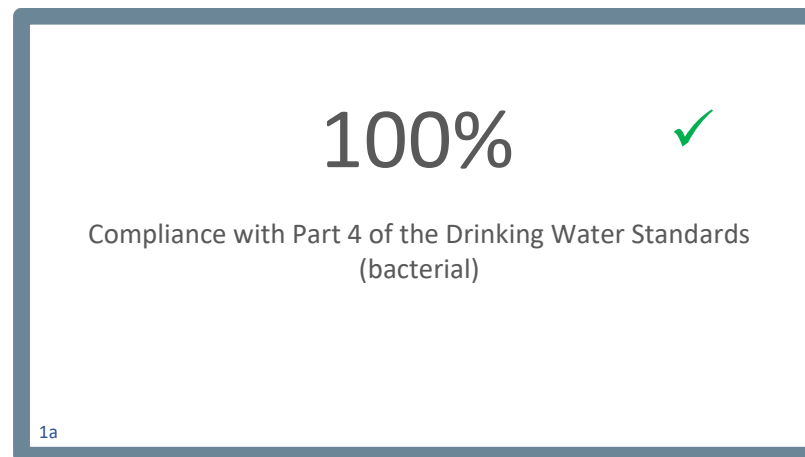 100%
Compliance with Part 4 of the Drinking Water Standards
(bacterial)
1a